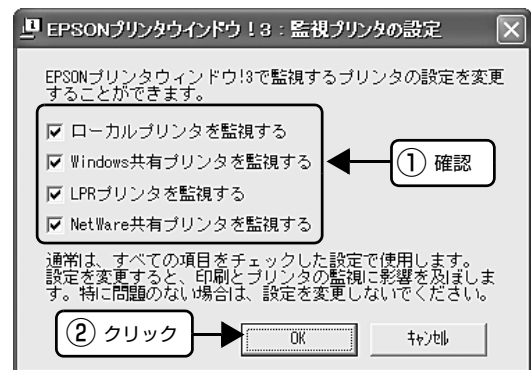 EPSONプリンタウインドウ!3:監視プリンタの設定
EPSONプリンタウィンドウ!3で監視するプリンタの設定を変更
することができます。
ローカルプリンタを監視する
Windows共有プリンタを監視する
① 確認
LPRプリンタを監視する
NetWare共有プリンタを監視する
通常は、すべての項目をチェックした設定で使用します。
設定を変更すると、印刷とプリンタの監視に影響を及ぼしま
す。特に問題のない場合は、設定を変更しないでください。
② クリック
OK
キャンセル